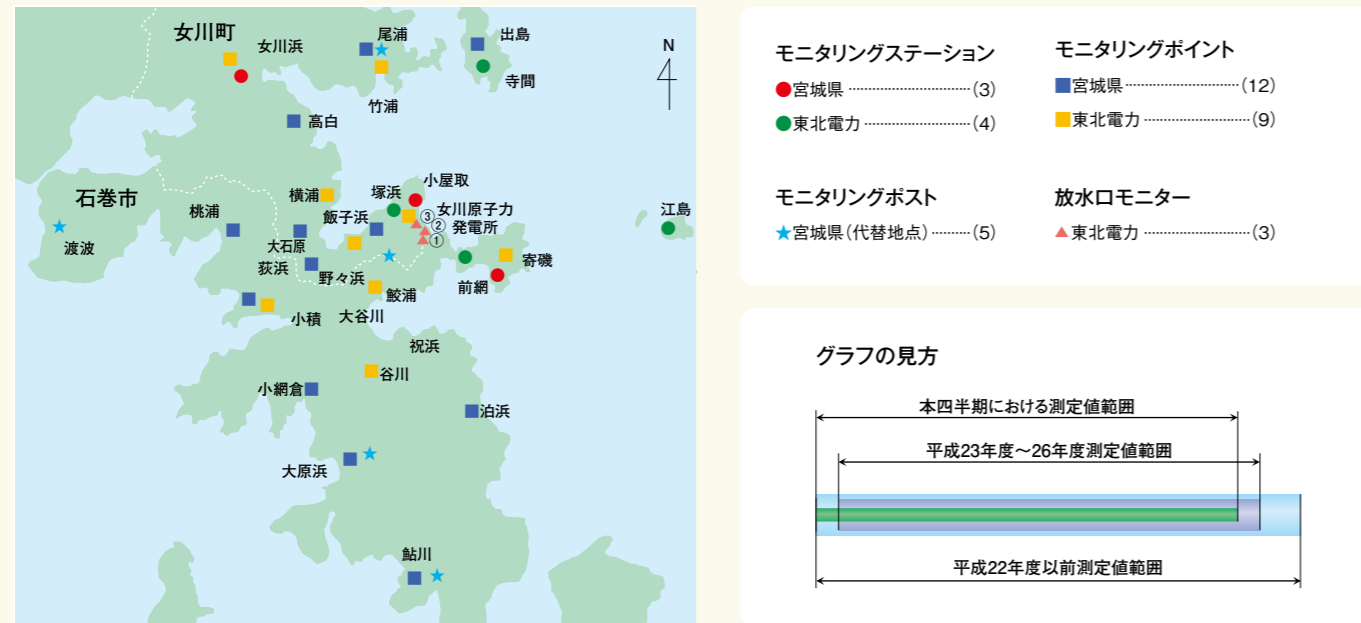 女川町
女川浜
尾浦
出島
寺間
竹浦
高白
N
石巻市
渡波
桃浦
横浦
大石原
荻浜
飯子浜
塚浜
小屋取
女川原子力
発電所
③
②
①
江島
野々浜
鮫浦
前網
寄磯
小積
大谷川
祝浜
谷川
小網倉
泊浜
大原浜
鮎川
モニタリングステーション
●宮城県 (3)
●東北電力 (4)
モニタリングポイント
■宮城県 (12)
■東北電力 (9)
モニタリングポスト
★宮城県(代替地点) (5)
放水口モニター
▲東北電力 (3)
グラフの見方
本四半期における測定値範囲
平成23年度〜26年度測定値範囲
平成22年度以前測定値範囲